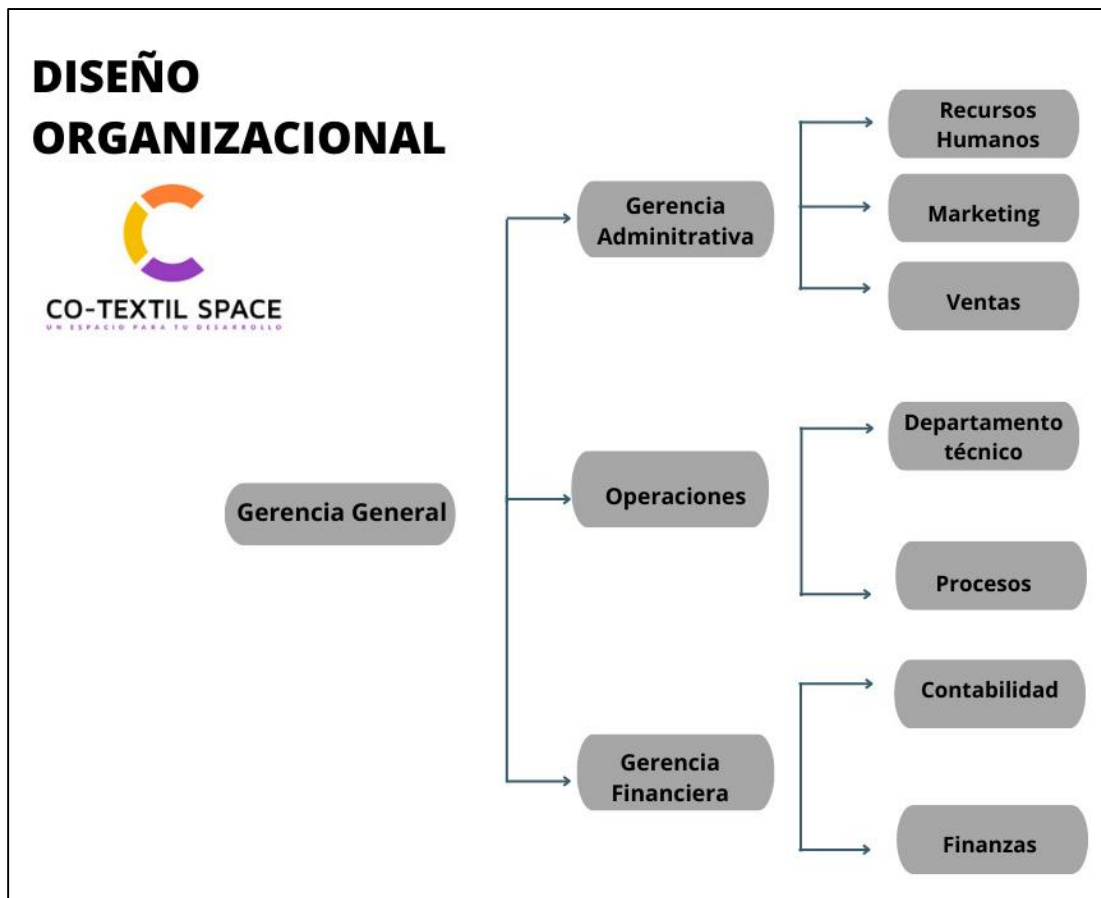 DISEÑO
ORGANIZACIONAL
CO-TEXTIL SPACE
UN ESPACIO PARA TU DESARROLLO
Gerencia General
Gerencia
Adminitrativa
Recursos
Humanos
Marketing
Ventas
Operaciones
Departamento
técnico
Procesos
Gerencia
Financiera
Contabilidad
Finanzas